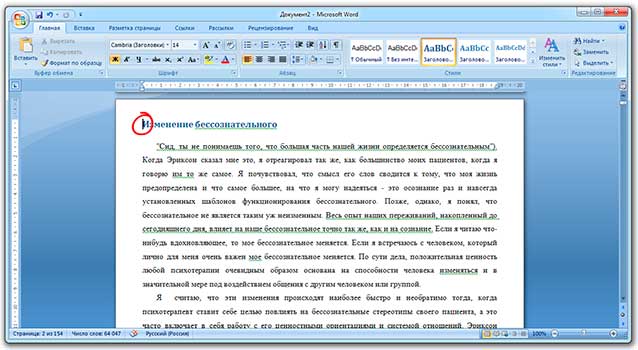 Документ2 - Microsoft Word
Главная Вставка Разметка страницы Ссылки Рассылки Рецензирование Вид
Вставить
Вырезать
Копировать
Формат по образцу
Буфер обмена
Cambria (Заголовки) 14
Шрифт
Абзац
AaBbCcDc AaBbCcDc AaBbC AaBbCc AaBbCc
¶ Обычный ¶ Без инте... Заголово... Заголово... Заголово...
Изменить стили
Стили
Найти
Заменить
Выделить
Редактирование
Изменение бессознательного
"Сид, ты не понимаешь того, что большая часть нашей жизни определяется бессознательным").
Когда Эриксон сказал мне это, я отреагировал так же, как большинство моих пациентов, когда я
говорю им то же самое. Я почувствовал, что смысл его слов сводится к тому, что моя жизнь
предопределена и что самое большее, на что я могу надеяться - это осознание раз и навсегда
установленных шаблонов функционирования бессознательного. Позже, однако, я понял, что
бессознательное не является таким уж неизменным. Весь опыт наших переживаний, накопленный до
сегодняшнего дня, влияет на наше бессознательное точно так же, как и на сознание. Если я читаю что-
нибудь вдохновляющее, то мое бессознательное меняется. Если я встречаюсь с человеком, который
лично для меня очень важен мое бессознательное меняется. По сути дела, положительная ценность
любой психотерапии очевидным образом основана на способности человека изменяться и в
значительной мере под воздействием общения с другим человеком или группой.
Я считаю, что эти изменения происходят наиболее быстро и необратимо тогда, когда
психотерапевт ставит себе целью повлиять на бессознательные стереотипы своего пациента, а это
часто включает в себя работу с его ценностными ориентациями и системой отношений. Эриксон
Страница: 2 из 154 Число слов: 64 047 Русский (Россия) 100%